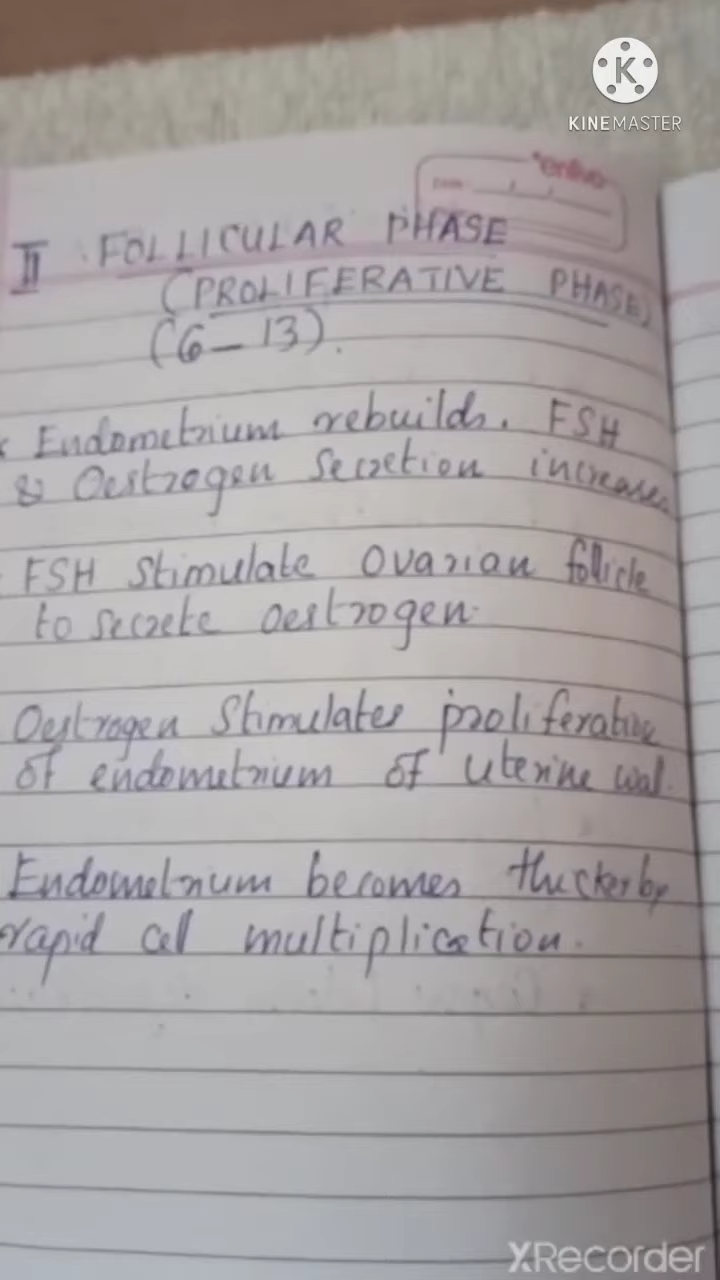 KINEMASTER
enlivo
II FOLLICULAR PHASE
(PROLIFERATIVE PHASE)
(6-13).
Endometrium rebuilds. FSH
& Oestrogen secretion increases
FSH stimulate ovarian follicle
to secrete oestrogen.
Oestrogen stimulates proliferation
of endometrium of uterine wal.
Endometrium becomes thicker by
rapid cell multiplication.
XRecorder